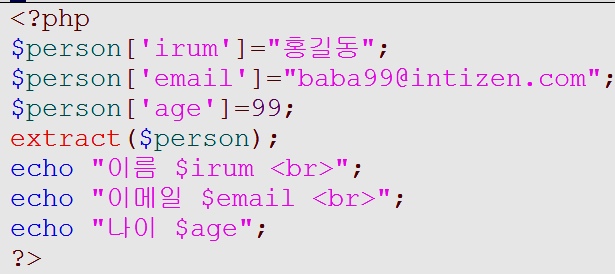 <?php
$person['irum']="홍길동";
$person['email']="baba99@intizen.com";
$person['age']=99;
extract($person);
echo "이름 $irum <br>";
echo "이메일 $email <br>";
echo "나이 $age";
?>